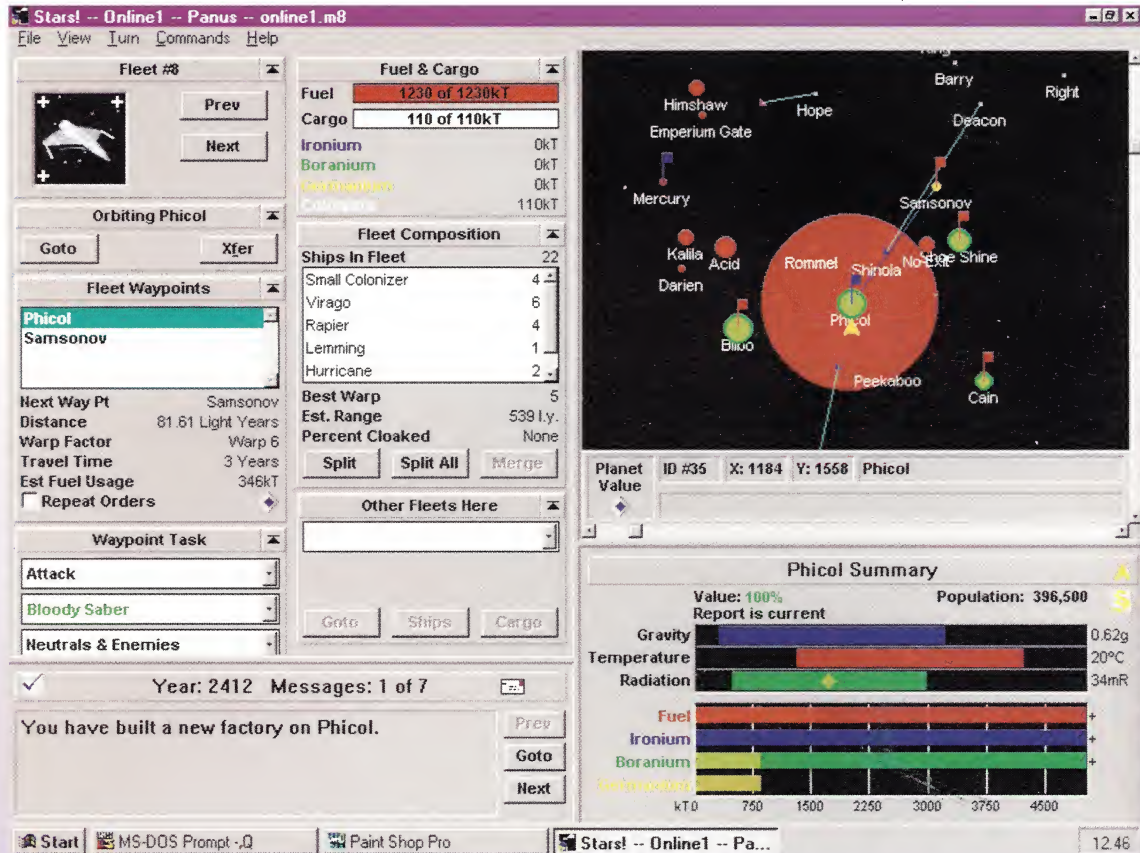 Stars! -- Online1 -- Panus -- online1.m8
File View Turn Commands Help
Fleet #8
Prev
Next
Orbiting Phicol
Goto Xfer
Fleet Waypoints
Phicol
Samsonov
Next Way Pt Samsonov
Distance 81.61 Light Years
Warp Factor Warp 6
Travel Time 3 Years
Est Fuel Usage 346kT
Repeat Orders
Waypoint Task
Attack
Bloody Saber
Neutrals & Enemies
Fuel & Cargo
Fuel 1230 of 1230kT
Cargo 110 of 110kT
Ironium 0kT
Boranium 0kT
Germanium 0kT
Colonists 110kT
Fleet Composition
Ships In Fleet 22
Small Colonizer 4
Virago 6
Rapier 4
Lemming 1
Hurricane 2
Best Warp 5
Est. Range 539 l.y.
Percent Cloaked None
Split Split All Merge
Other Fleets Here
Goto Ships Cargo
Barry
Right
Himshaw
Hope
Emperium Gate
Deacon
Mercury
Samsonov
Kalila
Acid
Rommel
No Exit
Shoe Shine
Shinola
Darien
Phicol
Bilbo
Peekaboo
Cain
Planet Value
ID #35 X: 1184 Y: 1558 Phicol
Phicol Summary
Value: 100% Population: 396,500
Report is current
Gravity 0.62g
Temperature 20°C
Radiation 34mR
Fuel +
Ironium +
Boranium +
Germanium
kT 0 750 1500 2250 3000 3750 4500
Year: 2412 Messages: 1 of 7
You have built a new factory on Phicol.
Prev
Goto
Next
Start MS-DOS Prompt -,Q Paint Shop Pro Stars! -- Online1 -- Pa... 12.46